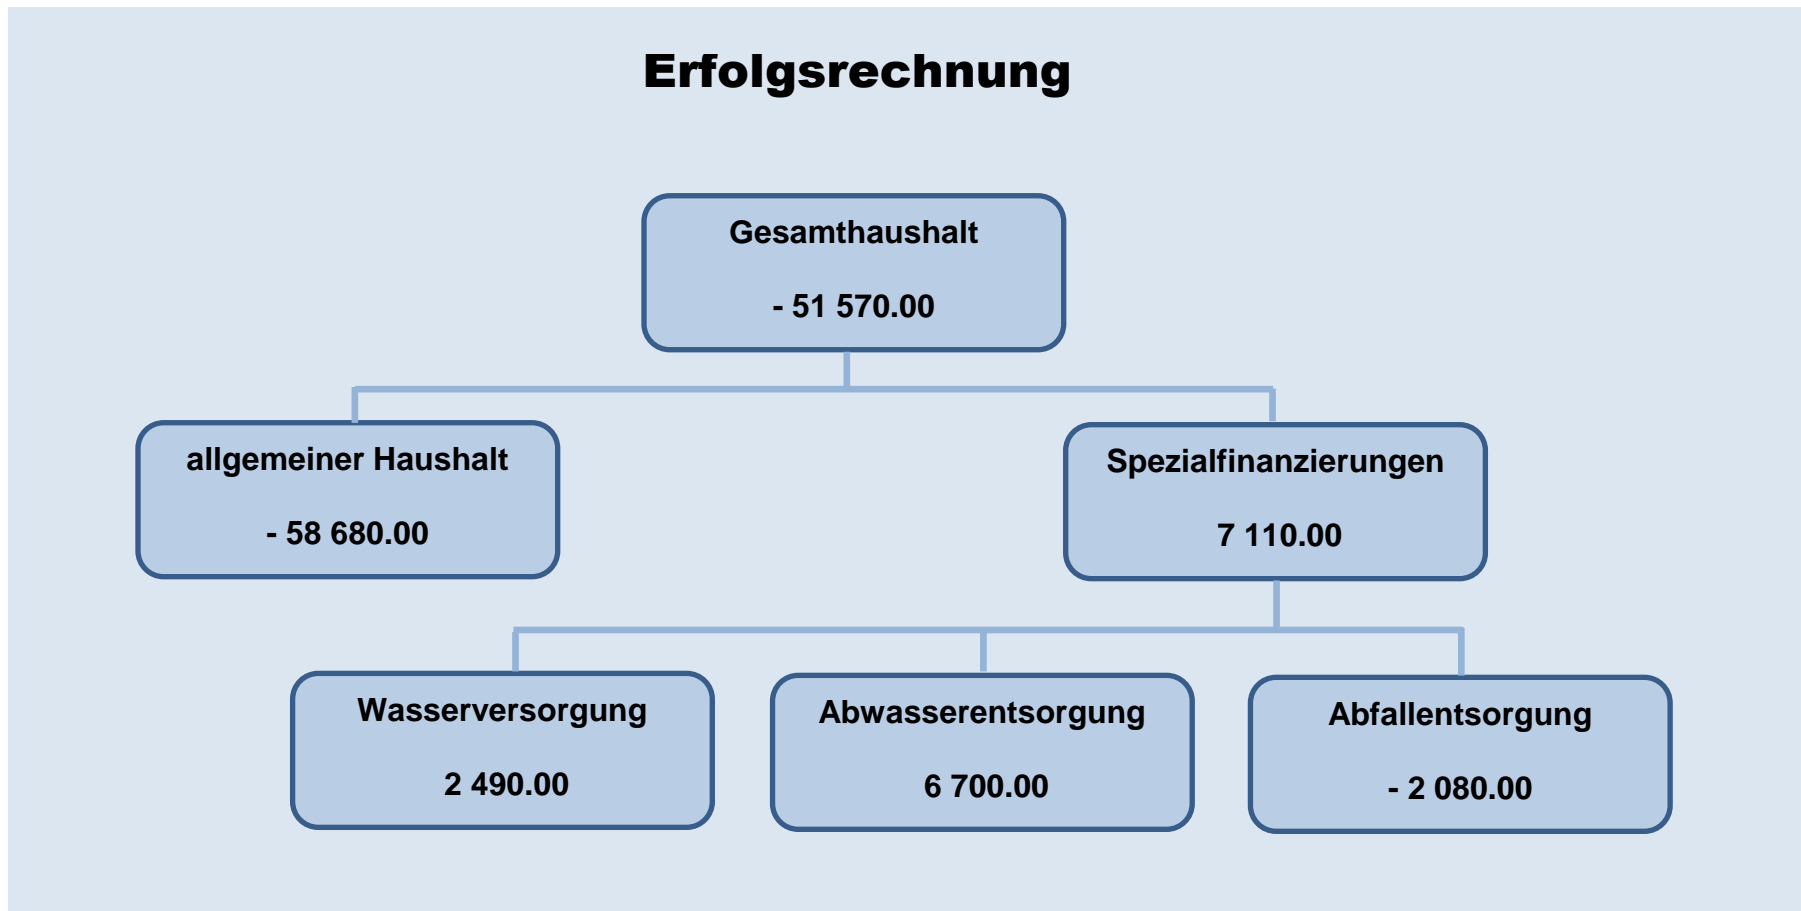 Erfolgsrechnung
Gesamthaushalt
- 51 570.00
allgemeiner Haushalt
- 58 680.00
Spezialfinanzierungen
7 110.00
Wasserversorgung
2 490.00
Abwasserentsorgung
6 700.00
Abfallentsorgung
- 2 080.00